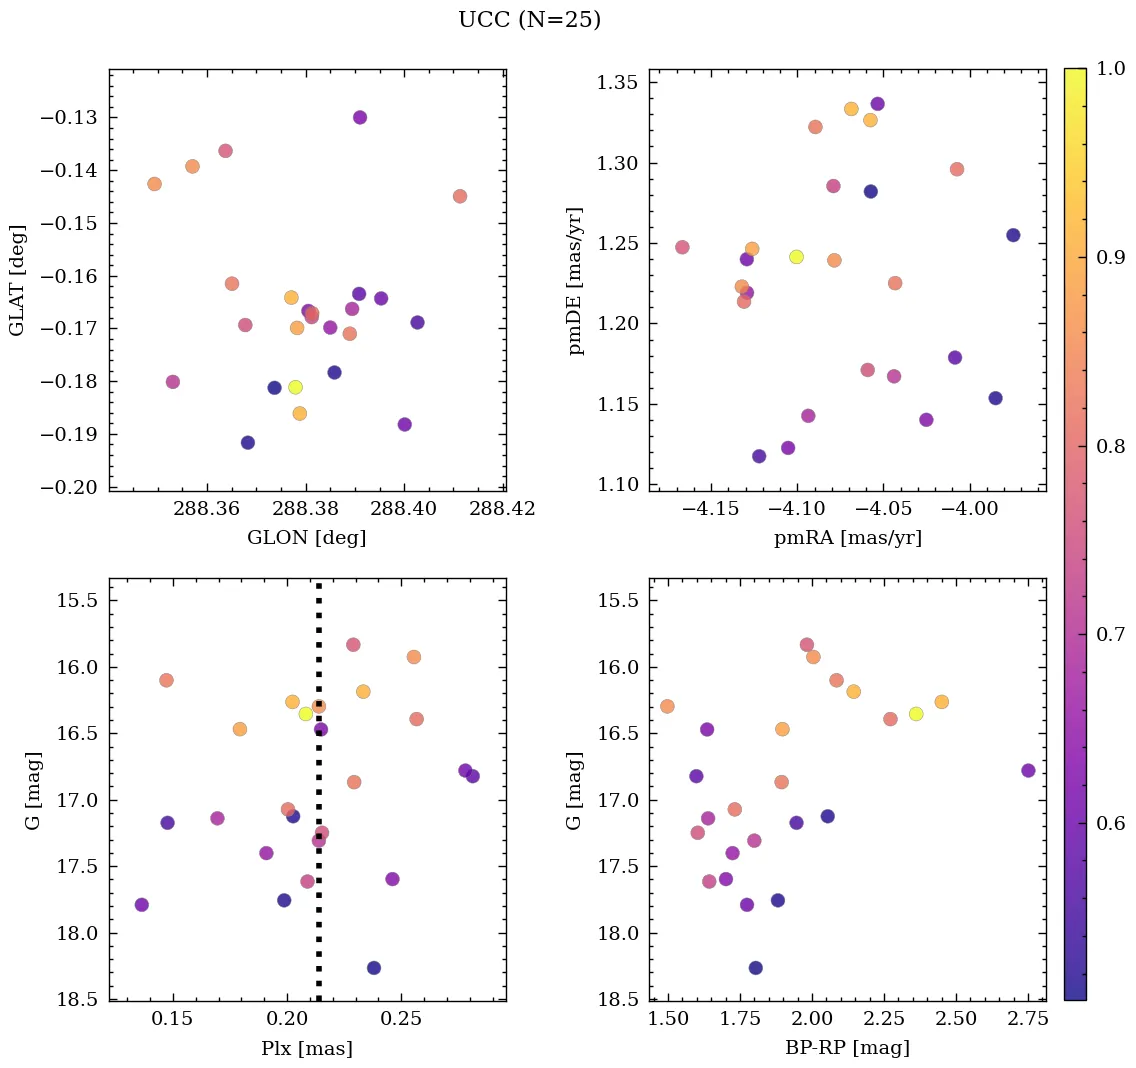 UCC (N=25)
−0.13
−0.14
−0.15
−0.16
−0.17
−0.18
−0.19
−0.20
GLAT [deg]
288.36 288.38 288.40 288.42
GLON [deg]
1.35
1.30
1.25
1.20
1.15
1.10
pmDE [mas/yr]
−4.15 −4.10 −4.05 −4.00
pmRA [mas/yr]
1.0
0.9
0.8
0.7
0.6
15.5
16.0
16.5
17.0
17.5
18.0
18.5
G [mag]
0.15 0.20 0.25
Plx [mas]
15.5
16.0
16.5
17.0
17.5
18.0
18.5
G [mag]
1.50 1.75 2.00 2.25 2.50 2.75
BP-RP [mag]